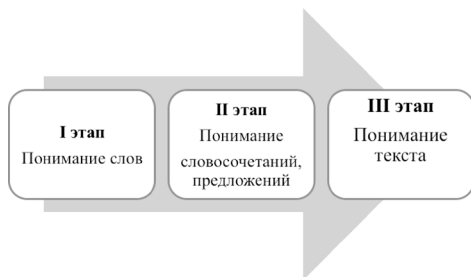 I этап
Понимание слов
II этап
Понимание
словосочетаний,
предложений
III этап
Понимание
текста